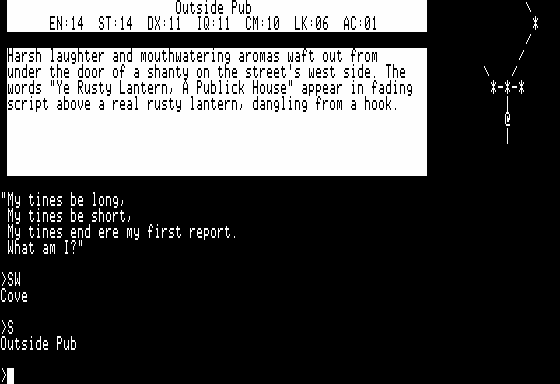 Outside Pub
EN:14 ST:14 DX:11 IQ:11 CM:10 LK:06 AC:01
Harsh laughter and mouthwatering aromas waft out from
under the door of a shanty on the street's west side. The
words "Ye Rusty Lantern, A Publick House" appear in fading
script above a real rusty lantern, dangling from a hook.
"My tines be long,
My tines be short,
My tines end ere my first report.
What am I?"
>SW
Cove
>S
Outside Pub
>